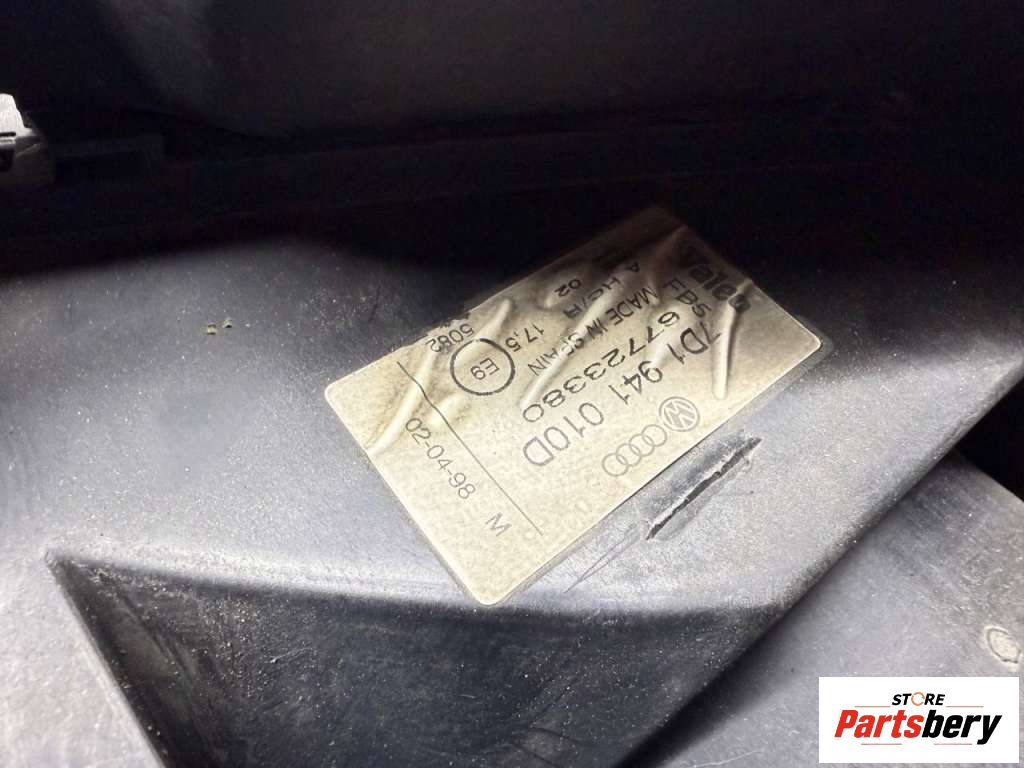 Valeo
FB5 67723380
7D1 941 010D
MADE IN SPAIN
HC/R
02
17,5
E9
5082
02-04-98 M
STORE
Partsbery